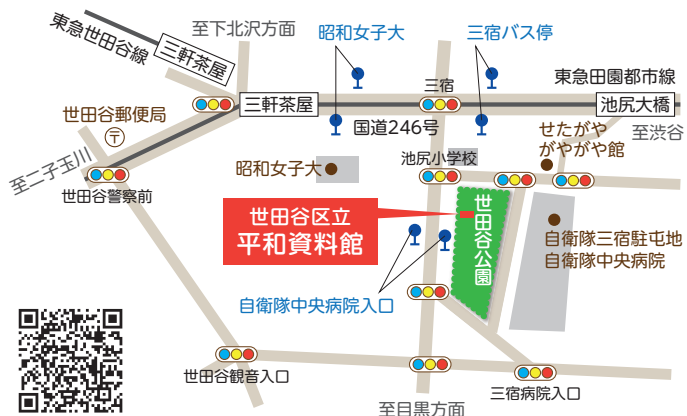 至下北沢方面
昭和女子大
三宿バス停
東急世田谷線
三軒茶屋
三宿
東急田園都市線
三軒茶屋
池尻大橋
世田谷郵便局
〒
国道246号
せたがや
がやがや館
至渋谷
至二子玉川
昭和女子大
池尻小学校
世田谷警察前
世田谷区立
平和資料館
世田谷公園
自衛隊三宿駐屯地
自衛隊中央病院
自衛隊中央病院入口
世田谷観音入口
三宿病院入口
至目黒方面